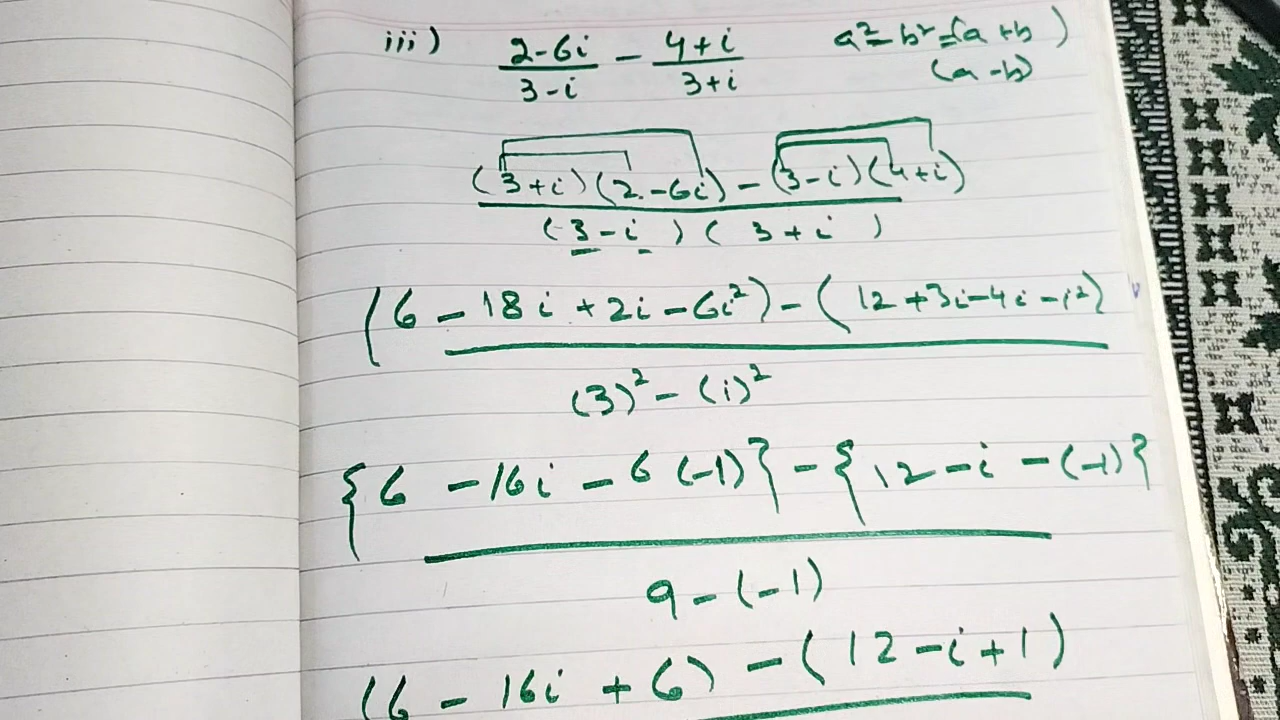 iii) 2-6i/3-i - 4+i/3+i a²-b²=(a+b)
(a-b)
(3+i)(2-6i)-(3-i)(4+i)
(3-i)(3+i)
(6-18i+2i-6i²)-(12+3i-4i-i²)
(3)²-(i)²
{6-16i-6(-1)}-{12-i-(-1)}
9-(-1)
(6-16i+6)-(12-i+1)